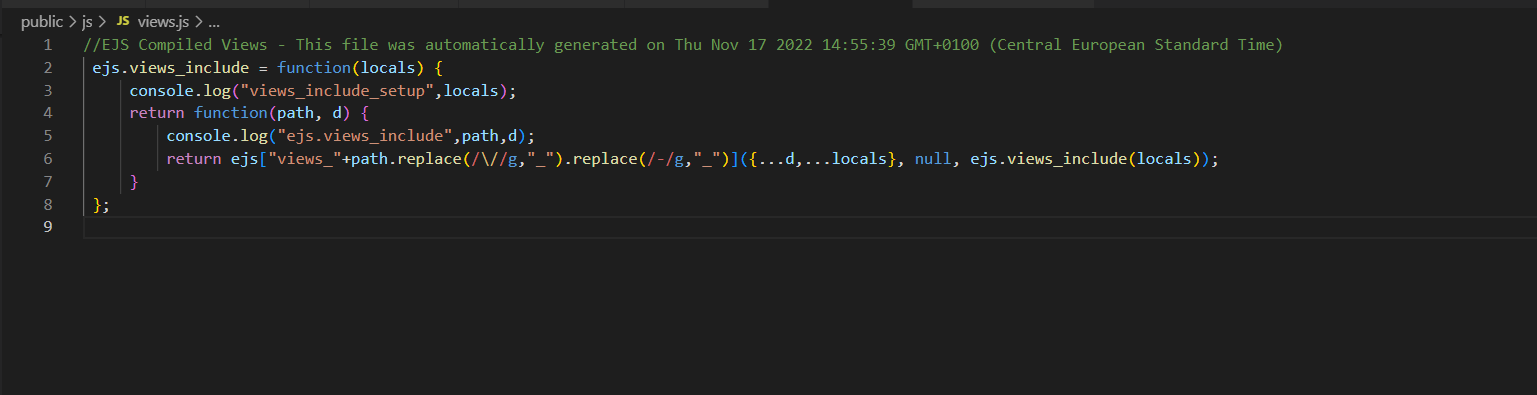 public > js > JS views.js > ...
1 //EJS Compiled Views - This file was automatically generated on Thu Nov 17 2022 14:55:39 GMT+0100 (Central European Standard Time)
2 ejs.views_include = function(locals) {
3 console.log("views_include_setup",locals);
4 return function(path, d) {
5 console.log("ejs.views_include",path,d);
6 return ejs["views_"+path.replace(/\//g,"_").replace(/-/g,"_")]({...d,...locals}, null, ejs.views_include(locals));
7 }
8 };
9